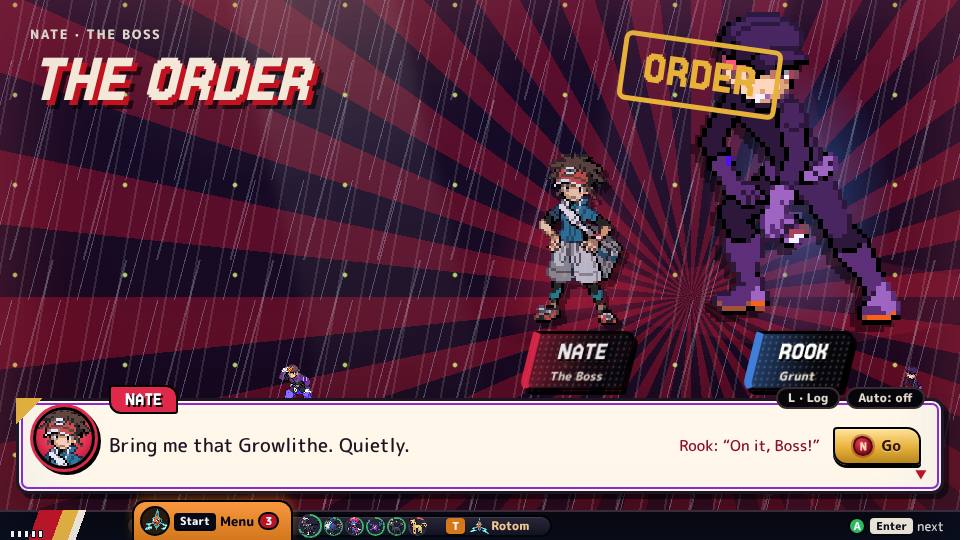 NATE · THE BOSS
THE ORDER
ORDER
NATE
The Boss
ROOK
Grunt
L · Log
Auto: off
NATE
Bring me that Growlithe. Quietly.
Rook: “On it, Boss!”
N Go
Start Menu 3
T Rotom
A Enter next